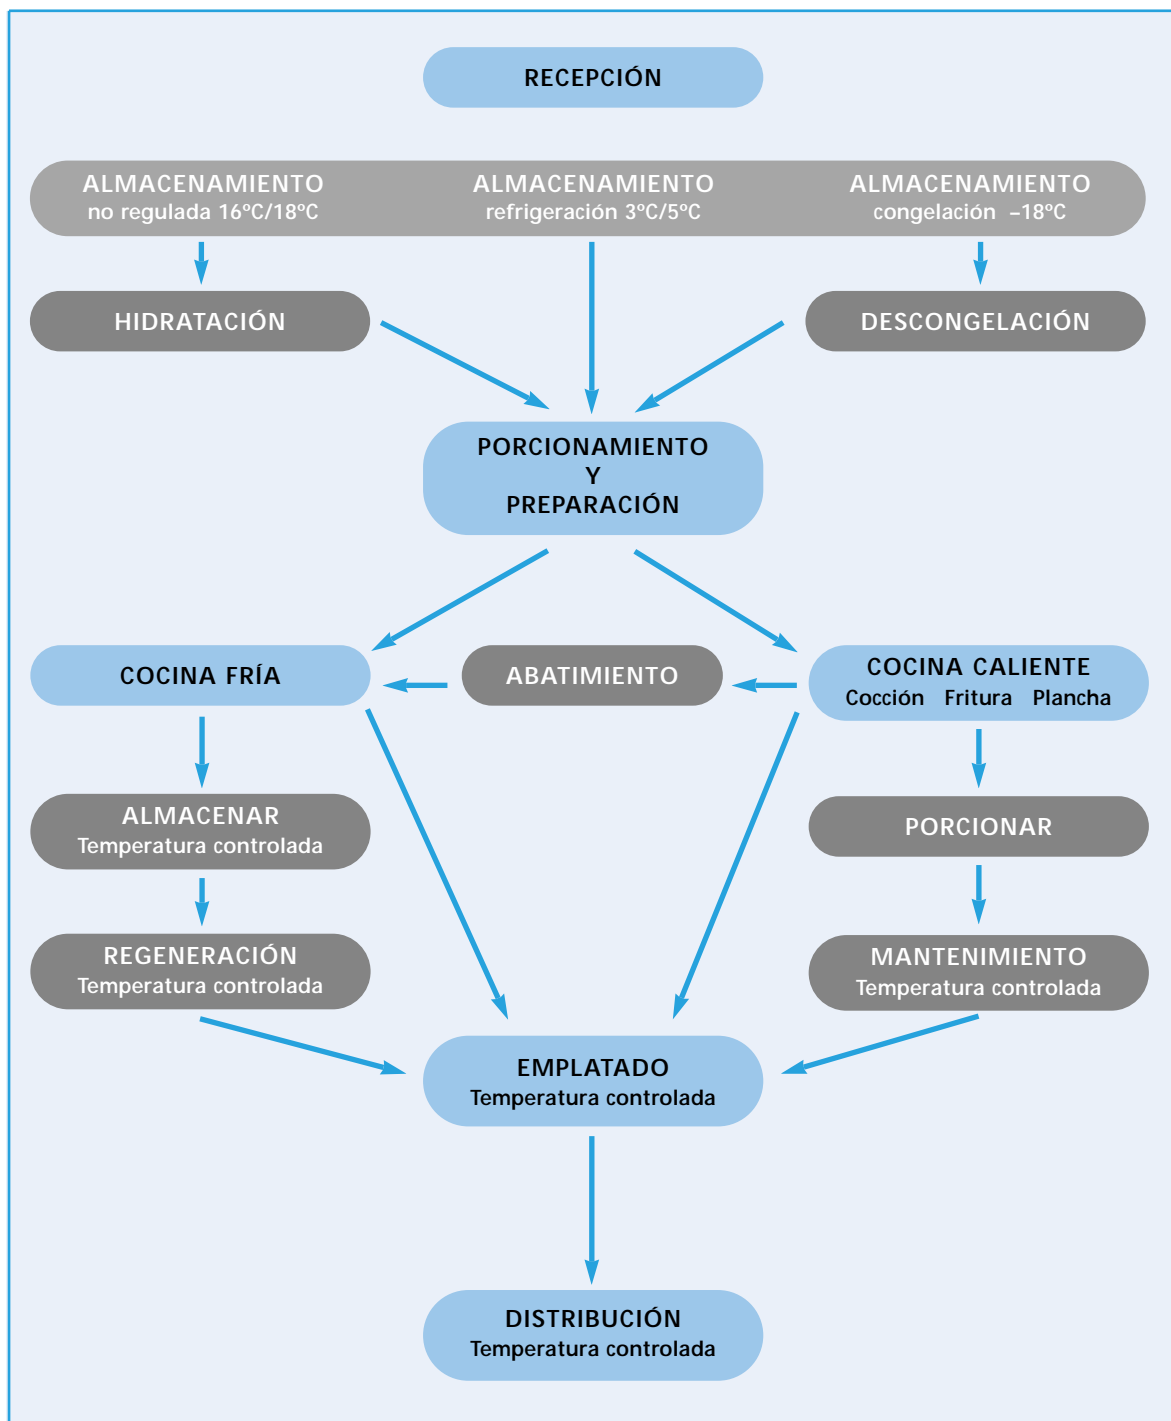 RECEPCIÓN
ALMACENAMIENTO
no regulada 16ºC/18ºC
ALMACENAMIENTO
refrigeración 3ºC/5ºC
ALMACENAMIENTO
congelación –18ºC
HIDRATACIÓN
DESCONGELACIÓN
PORCIONAMIENTO
Y
PREPARACIÓN
COCINA FRÍA
ABATIMIENTO
COCINA CALIENTE
Cocción Fritura Plancha
ALMACENAR
Temperatura controlada
PORCIONAR
REGENERACIÓN
Temperatura controlada
MANTENIMIENTO
Temperatura controlada
EMPLATADO
Temperatura controlada
DISTRIBUCIÓN
Temperatura controlada